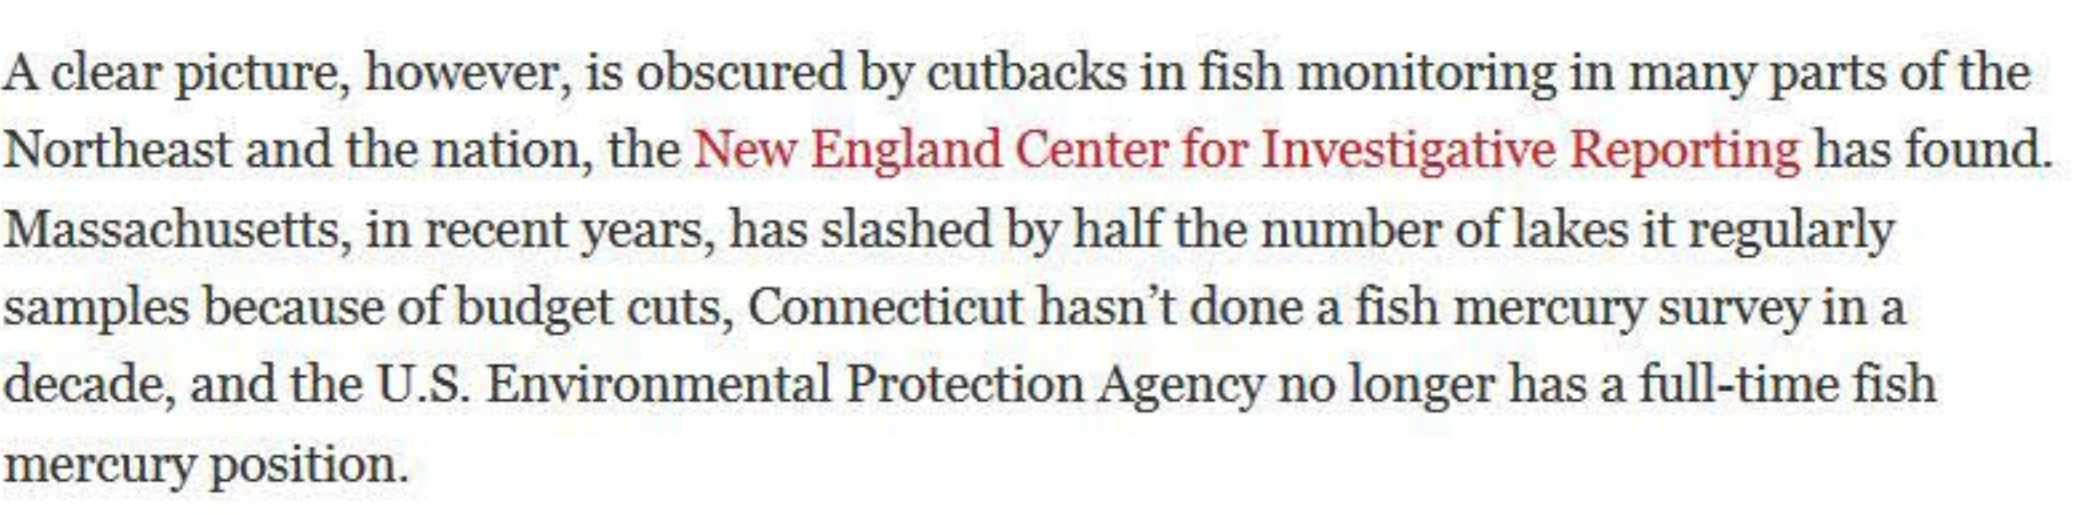 A clear picture, however, is obscured by cutbacks in fish monitoring in many parts of the
Northeast and the nation, the New England Center for Investigative Reporting has found.
Massachusetts, in recent years, has slashed by half the number of lakes it regularly
samples because of budget cuts, Connecticut hasn’t done a fish mercury survey in a
decade, and the U.S. Environmental Protection Agency no longer has a full-time fish
mercury position.